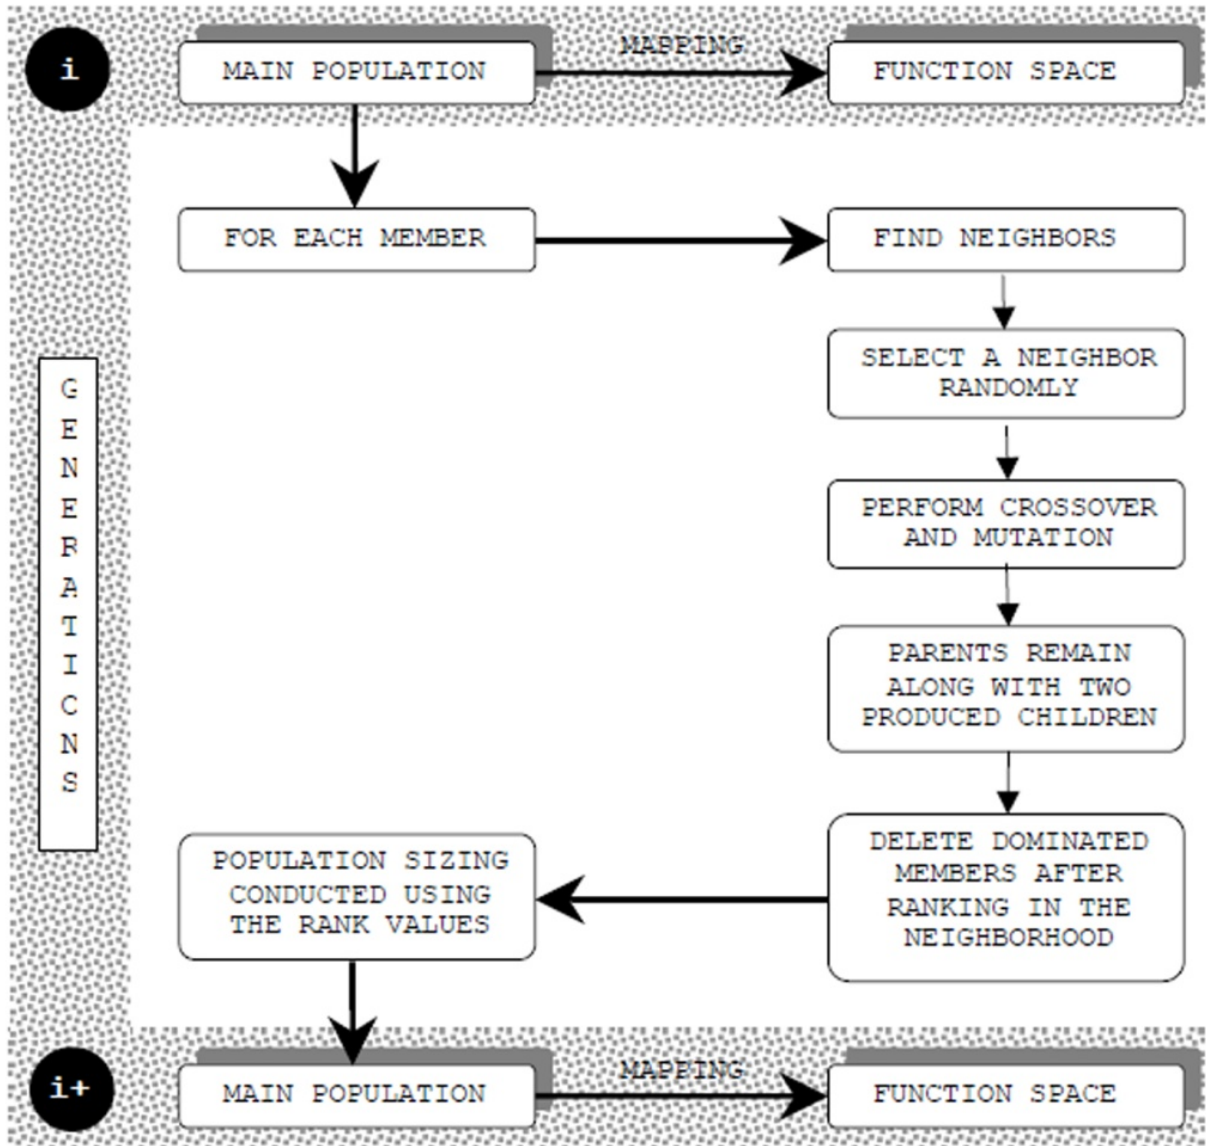 i
MAIN POPULATION
MAPPING
FUNCTION SPACE
FOR EACH MEMBER
FIND NEIGHBORS
SELECT A NEIGHBOR
RANDOMLY
PERFORM CROSSOVER
AND MUTATION
PARENTS REMAIN
ALONG WITH TWO
PRODUCED CHILDREN
DELETE DOMINATED
MEMBERS AFTER
RANKING IN THE
NEIGHBORHOOD
POPULATION SIZING
CONDUCTED USING
THE RANK VALUES
G
E
N
E
R
A
T
I
C
N
S
i+
MAIN POPULATION
MAPPING
FUNCTION SPACE